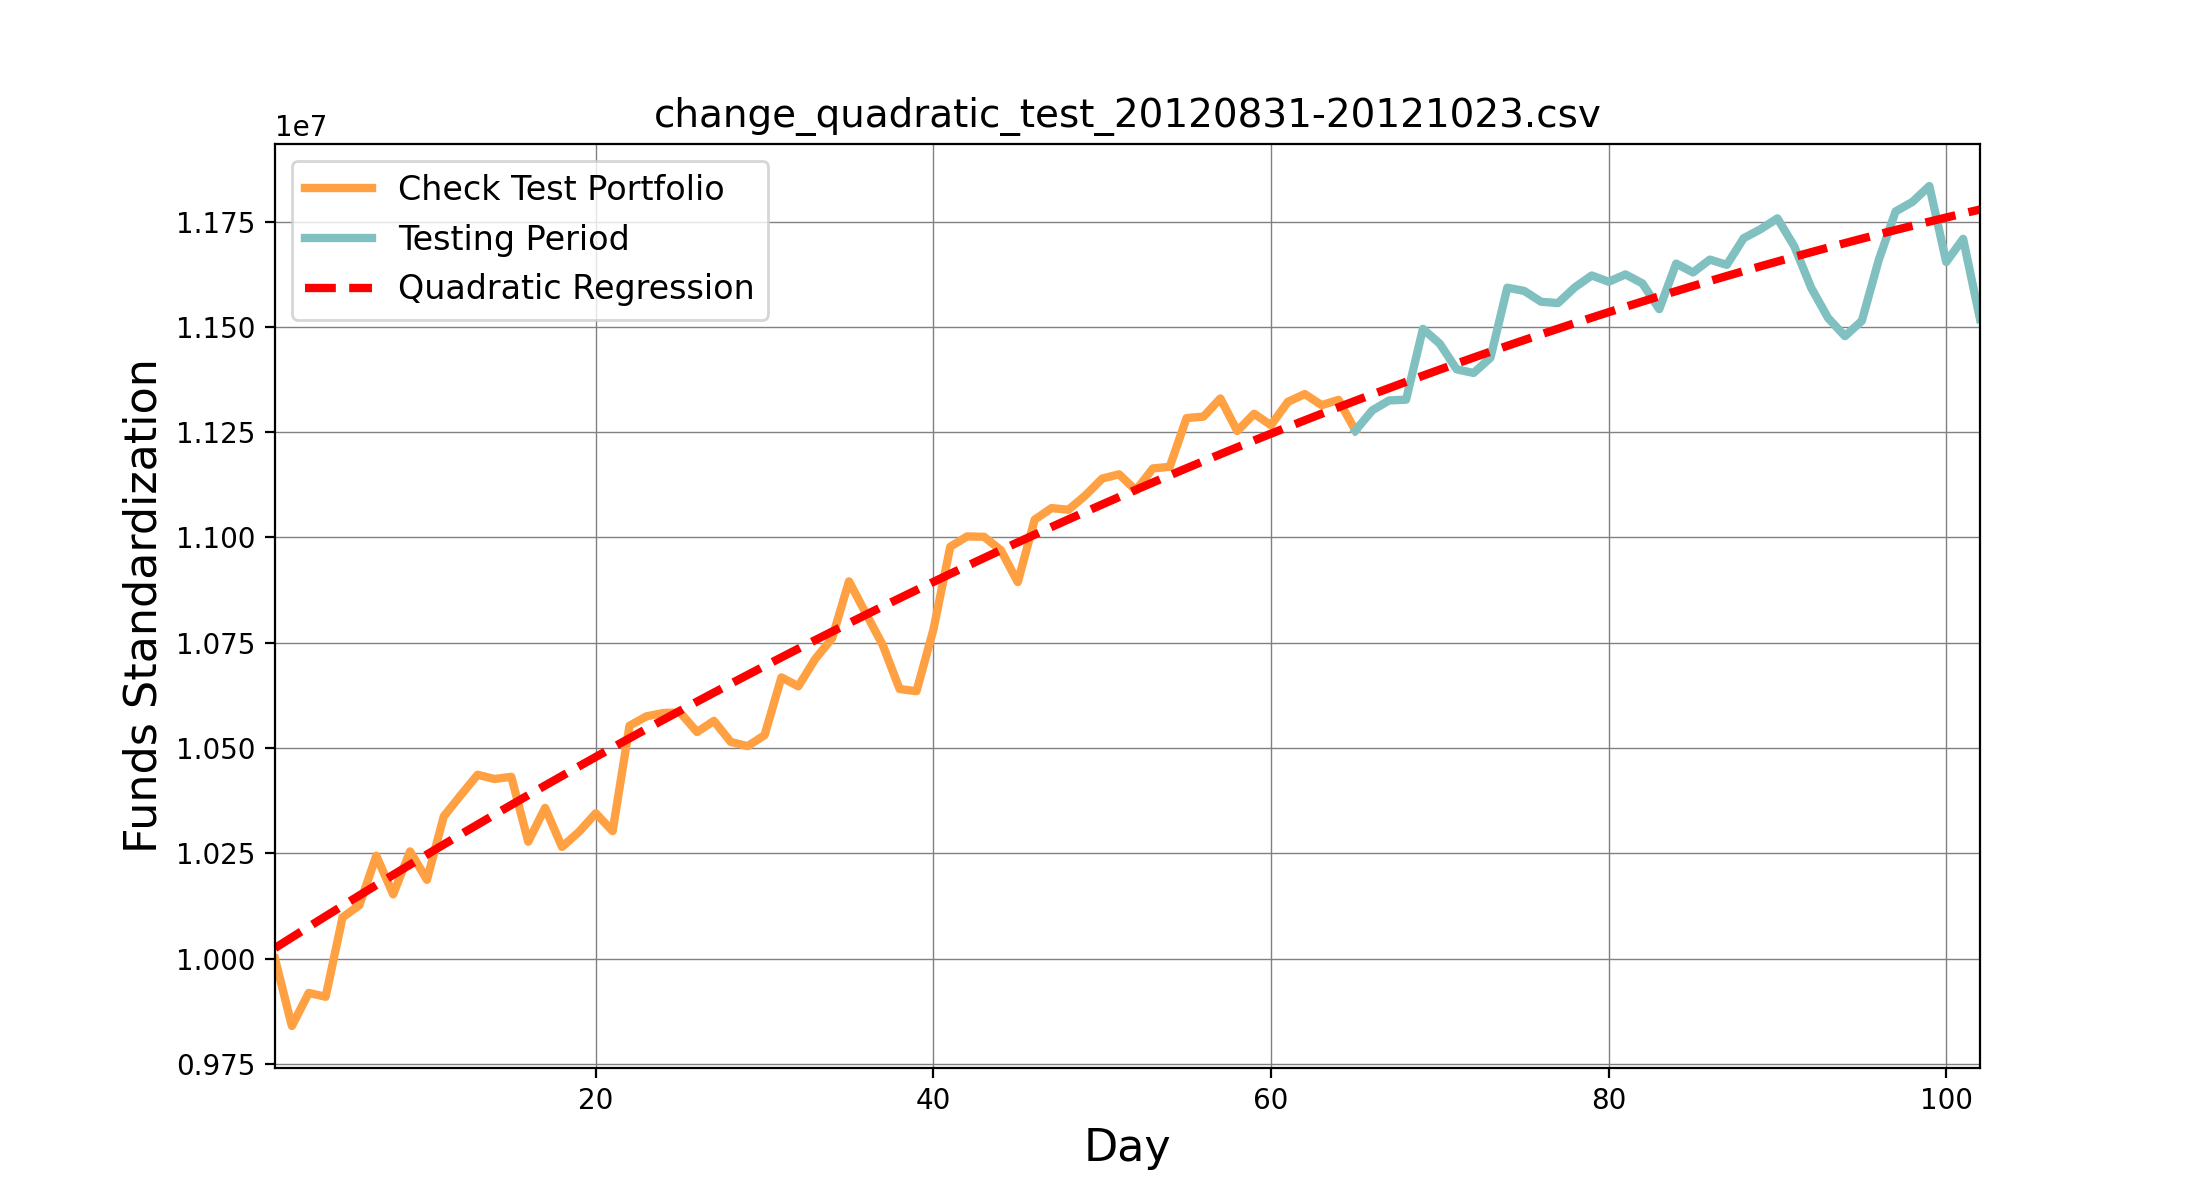 change_quadratic_test_20120831-20121023.csv
1e7
Check Test Portfolio
Testing Period
Quadratic Regression
1.175
1.150
1.125
1.100
1.075
1.050
1.025
1.000
0.975
Funds Standardization
20 40 60 80 100
Day